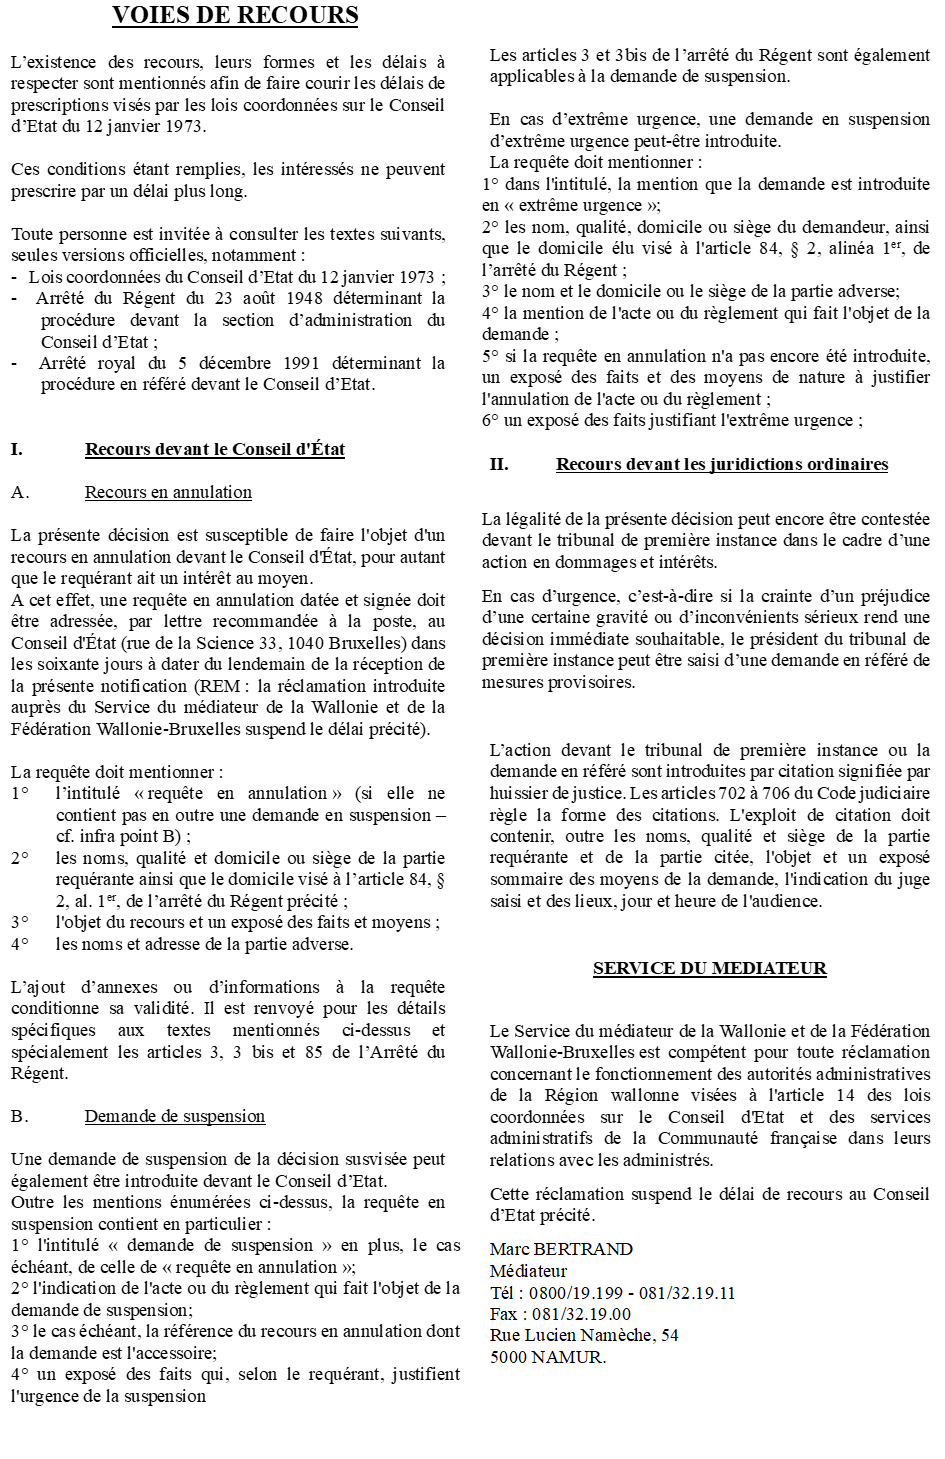 VOIES DE RECOURS
L’existence des recours, leurs formes et les délais à
respecter sont mentionnés afin de faire courir les délais de
prescriptions visés par les lois coordonnées sur le Conseil
d’Etat du 12 janvier 1973.
Ces conditions étant remplies, les intéressés ne peuvent
prescrire par un délai plus long.
Toute personne est invitée à consulter les textes suivants,
seules versions officielles, notamment :
- Lois coordonnées du Conseil d’Etat du 12 janvier 1973 ;
- Arrêté du Régent du 23 août 1948 déterminant la
procédure devant la section d’administration du
Conseil d’Etat ;
- Arrêté royal du 5 décembre 1991 déterminant la
procédure en référé devant le Conseil d’Etat.
I. Recours devant le Conseil d'État
A. Recours en annulation
La présente décision est susceptible de faire l'objet d'un
recours en annulation devant le Conseil d'État, pour autant
que le requérant ait un intérêt au moyen.
A cet effet, une requête en annulation datée et signée doit
être adressée, par lettre recommandée à la poste, au
Conseil d'État (rue de la Science 33, 1040 Bruxelles) dans
les soixante jours à dater du lendemain de la réception de
la présente notification (REM : la réclamation introduite
auprès du Service du médiateur de la Wallonie et de la
Fédération Wallonie-Bruxelles suspend le délai précité).
La requête doit mentionner :
1° l’intitulé « requête en annulation » (si elle ne
contient pas en outre une demande en suspension –
cf. infra point B) ;
2° les noms, qualité et domicile ou siège de la partie
requérante ainsi que le domicile visé à l’article 84, §
2, al. 1er, de l’arrêté du Régent précité ;
3° l'objet du recours et un exposé des faits et moyens ;
4° les noms et adresse de la partie adverse.
L’ajout d’annexes ou d’informations à la requête
conditionne sa validité. Il est renvoyé pour les détails
spécifiques aux textes mentionnés ci-dessus et
spécialement les articles 3, 3 bis et 85 de l’Arrêté du
Régent.
B. Demande de suspension
Une demande de suspension de la décision susvisée peut
également être introduite devant le Conseil d’Etat.
Outre les mentions énumérées ci-dessus, la requête en
suspension contient en particulier :
1° l'intitulé « demande de suspension » en plus, le cas
échéant, de celle de « requête en annulation »;
2° l'indication de l'acte ou du règlement qui fait l'objet de la
demande de suspension;
3° le cas échéant, la référence du recours en annulation dont
la demande est l'accessoire;
4° un exposé des faits qui, selon le requérant, justifient
l'urgence de la suspension
Les articles 3 et 3bis de l’arrêté du Régent sont également
applicables à la demande de suspension.
En cas d’extrême urgence, une demande en suspension
d’extrême urgence peut-être introduite.
La requête doit mentionner :
1° dans l'intitulé, la mention que la demande est introduite
en « extrême urgence »;
2° les nom, qualité, domicile ou siège du demandeur, ainsi
que le domicile élu visé à l'article 84, § 2, alinéa 1er, de
l’arrêté du Régent ;
3° le nom et le domicile ou le siège de la partie adverse;
4° la mention de l'acte ou du règlement qui fait l'objet de la
demande ;
5° si la requête en annulation n'a pas encore été introduite,
un exposé des faits et des moyens de nature à justifier
l'annulation de l'acte ou du règlement ;
6° un exposé des faits justifiant l'extrême urgence ;
II. Recours devant les juridictions ordinaires
La légalité de la présente décision peut encore être contestée
devant le tribunal de première instance dans le cadre d’une
action en dommages et intérêts.
En cas d’urgence, c’est-à-dire si la crainte d’un préjudice
d’une certaine gravité ou d’inconvénients sérieux rend une
décision immédiate souhaitable, le président du tribunal de
première instance peut être saisi d’une demande en référé de
mesures provisoires.
L’action devant le tribunal de première instance ou la
demande en référé sont introduites par citation signifiée par
huissier de justice. Les articles 702 à 706 du Code judiciaire
règle la forme des citations. L'exploit de citation doit
contenir, outre les noms, qualité et siège de la partie
requérante et de la partie citée, l'objet et un exposé
sommaire des moyens de la demande, l'indication du juge
saisi et des lieux, jour et heure de l'audience.
SERVICE DU MEDIATEUR
Le Service du médiateur de la Wallonie et de la Fédération
Wallonie-Bruxelles est compétent pour toute réclamation
concernant le fonctionnement des autorités administratives
de la Région wallonne visées à l'article 14 des lois
coordonnées sur le Conseil d'Etat et des services
administratifs de la Communauté française dans leurs
relations avec les administrés.
Cette réclamation suspend le délai de recours au Conseil
d’Etat précité.
Marc BERTRAND
Médiateur
Tél : 0800/19.199 - 081/32.19.11
Fax : 081/32.19.00
Rue Lucien Namèche, 54
5000 NAMUR.